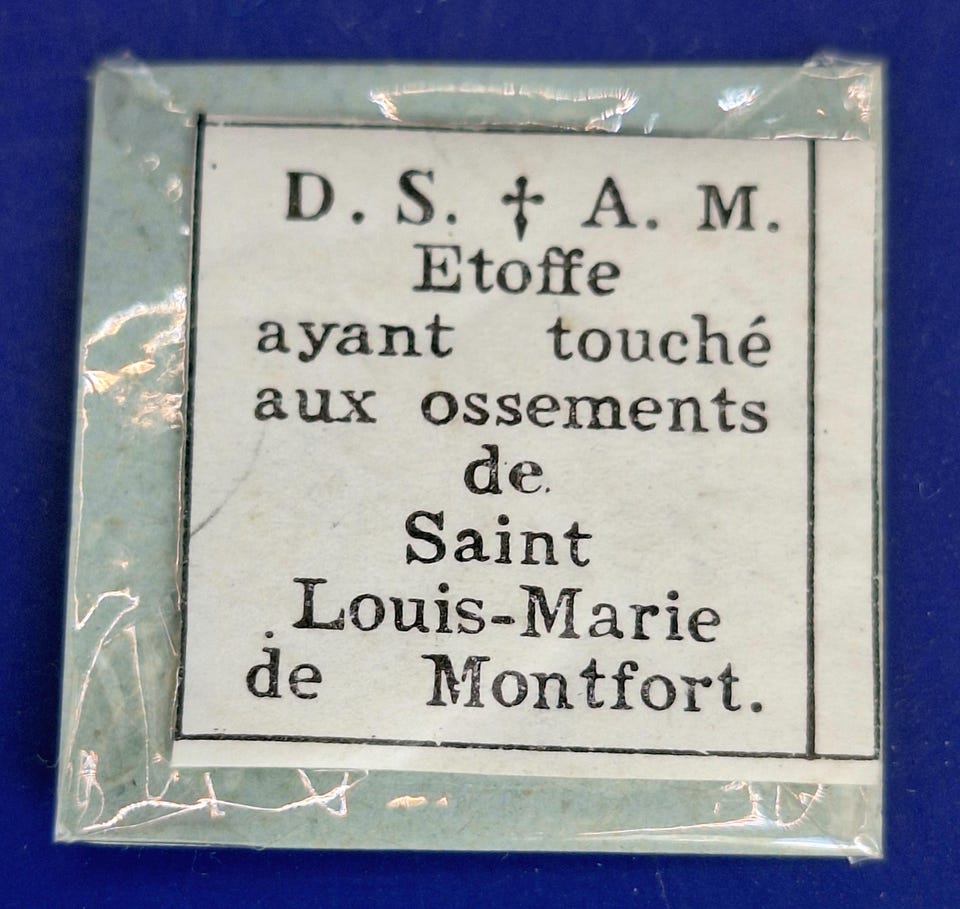 D. S. † A. M.
Etoffe
ayant touché
aux ossements
de
Saint
Louis-Marie
de Montfort.